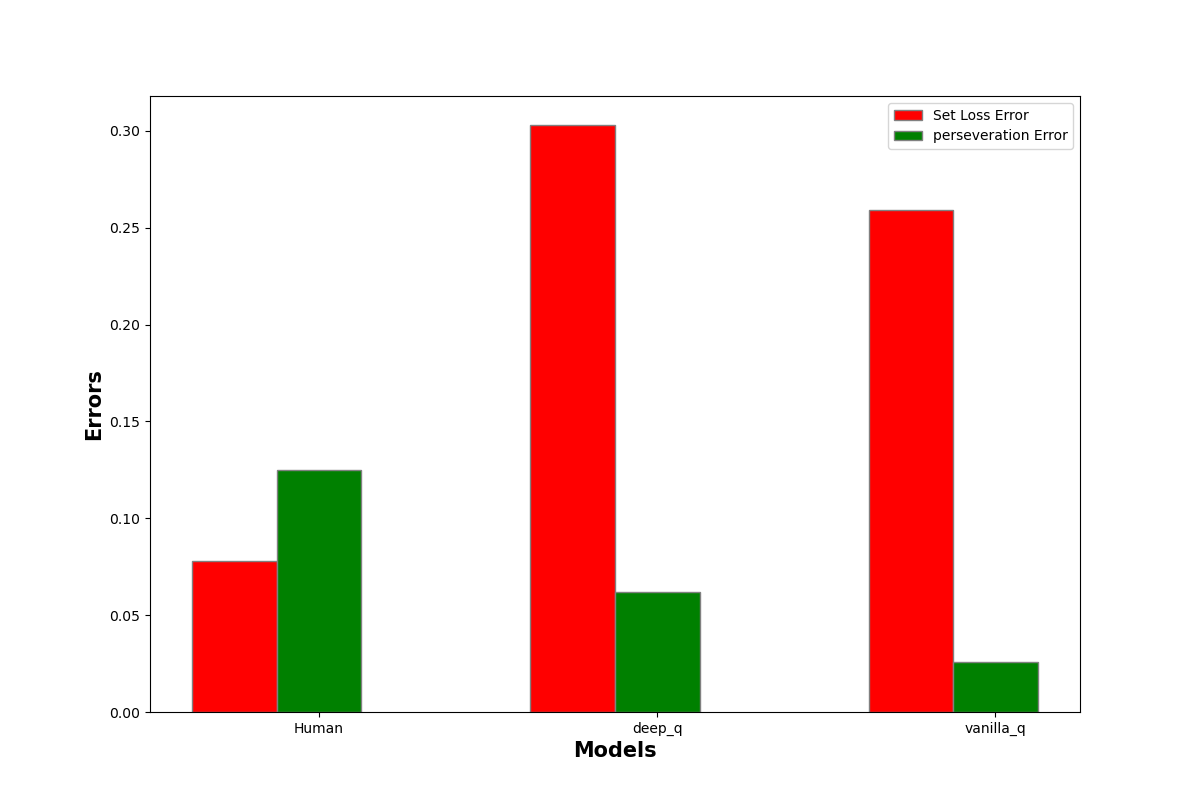 Set Loss Error
perseveration Error
0.30
0.25
0.20
0.15
0.10
0.05
0.00
Errors
Human
deep_q
vanilla_q
Models